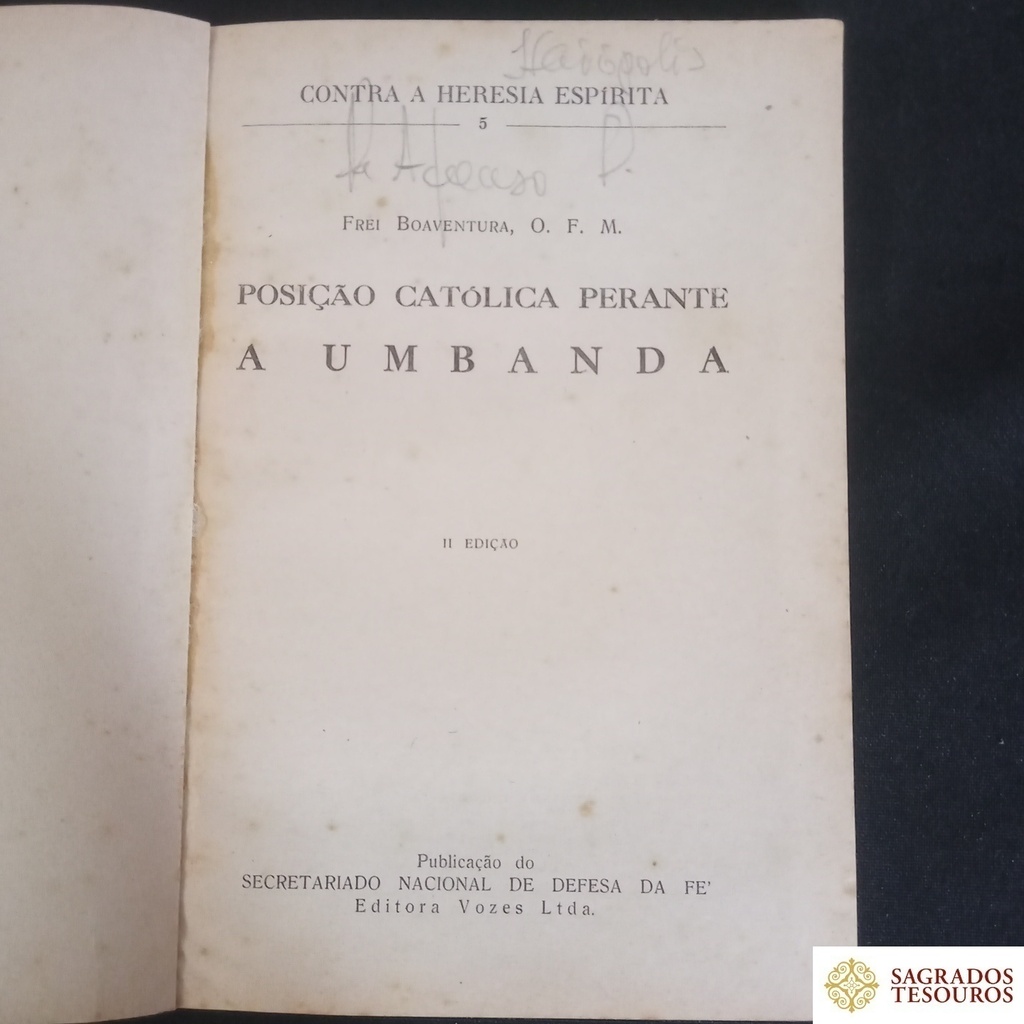 CONTRA A HERESIA ESPÍRITA
5
FREI BOAVENTURA, O. F. M.
POSIÇÃO CATÓLICA PERANTE
A UMBANDA
II EDIÇÃO
Publicação do
SECRETARIADO NACIONAL DE DEFESA DA FE'
Editora Vozes Ltda.
SAGRADOS
TESOUROS